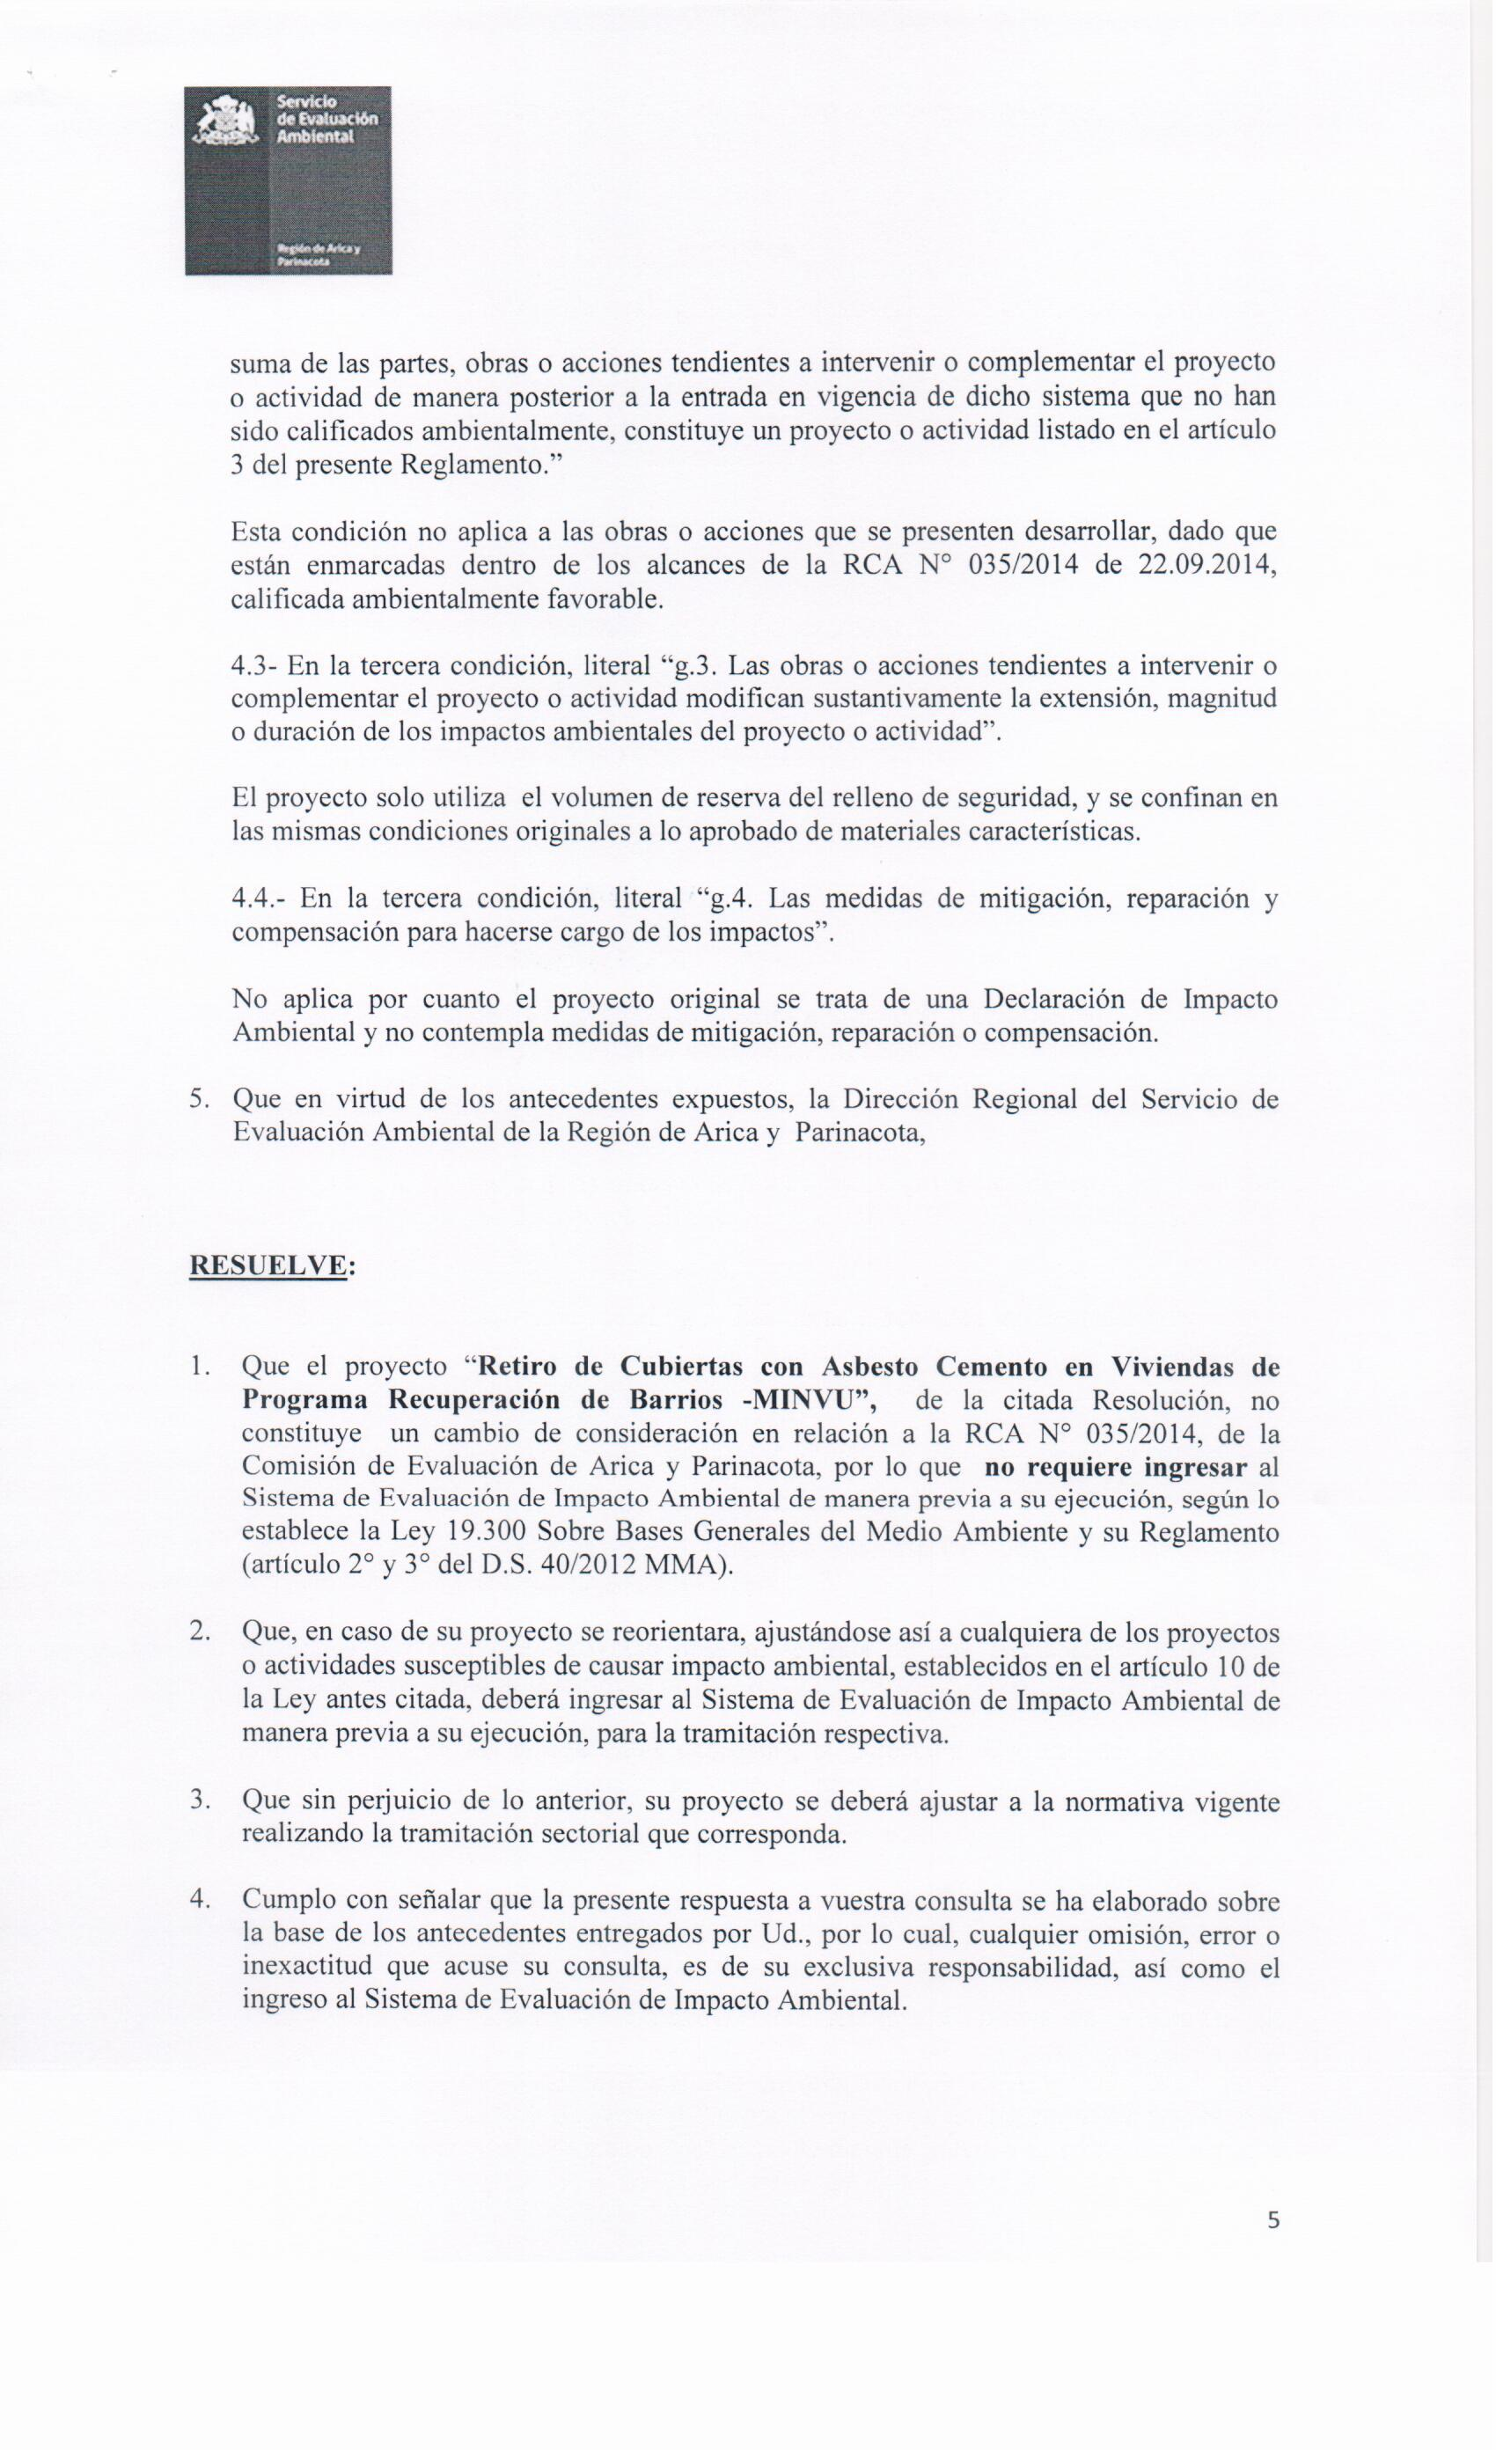 Servicio
de Evaluación
Ambiental
Región de Arica y
Parinacota
suma de las partes, obras o acciones tendientes a intervenir o complementar el proyecto
o actividad de manera posterior a la entrada en vigencia de dicho sistema que no han
sido calificados ambientalmente, constituye un proyecto o actividad listado en el artículo
3 del presente Reglamento.”
Esta condición no aplica a las obras o acciones que se presenten desarrollar, dado que
están enmarcadas dentro de los alcances de la RCA N° 035/2014 de 22.09.2014,
calificada ambientalmente favorable.
4.3- En la tercera condición, literal “g.3. Las obras o acciones tendientes a intervenir o
complementar el proyecto o actividad modifican sustantivamente la extensión, magnitud
o duración de los impactos ambientales del proyecto o actividad”.
El proyecto solo utiliza el volumen de reserva del relleno de seguridad, y se confinan en
las mismas condiciones originales a lo aprobado de materiales características.
4.4.- En la tercera condición, literal “g.4. Las medidas de mitigación, reparación y
compensación para hacerse cargo de los impactos”.
No aplica por cuanto el proyecto original se trata de una Declaración de Impacto
Ambiental y no contempla medidas de mitigación, reparación o compensación.
5. Que en virtud de los antecedentes expuestos, la Dirección Regional del Servicio de
Evaluación Ambiental de la Región de Arica y Parinacota,
RESUELVE:
1. Que el proyecto “Retiro de Cubiertas con Asbesto Cemento en Viviendas de
Programa Recuperación de Barrios -MINVU”, de la citada Resolución, no
constituye un cambio de consideración en relación a la RCA N° 035/2014, de la
Comisión de Evaluación de Arica y Parinacota, por lo que no requiere ingresar al
Sistema de Evaluación de Impacto Ambiental de manera previa a su ejecución, según lo
establece la Ley 19.300 Sobre Bases Generales del Medio Ambiente y su Reglamento
(artículo 2° y 3° del D.S. 40/2012 MMA).
2. Que, en caso de su proyecto se reorientara, ajustándose así a cualquiera de los proyectos
o actividades susceptibles de causar impacto ambiental, establecidos en el artículo 10 de
la Ley antes citada, deberá ingresar al Sistema de Evaluación de Impacto Ambiental de
manera previa a su ejecución, para la tramitación respectiva.
3. Que sin perjuicio de lo anterior, su proyecto se deberá ajustar a la normativa vigente
realizando la tramitación sectorial que corresponda.
4. Cumplo con señalar que la presente respuesta a vuestra consulta se ha elaborado sobre
la base de los antecedentes entregados por Ud., por lo cual, cualquier omisión, error o
inexactitud que acuse su consulta, es de su exclusiva responsabilidad, así como el
ingreso al Sistema de Evaluación de Impacto Ambiental.
5